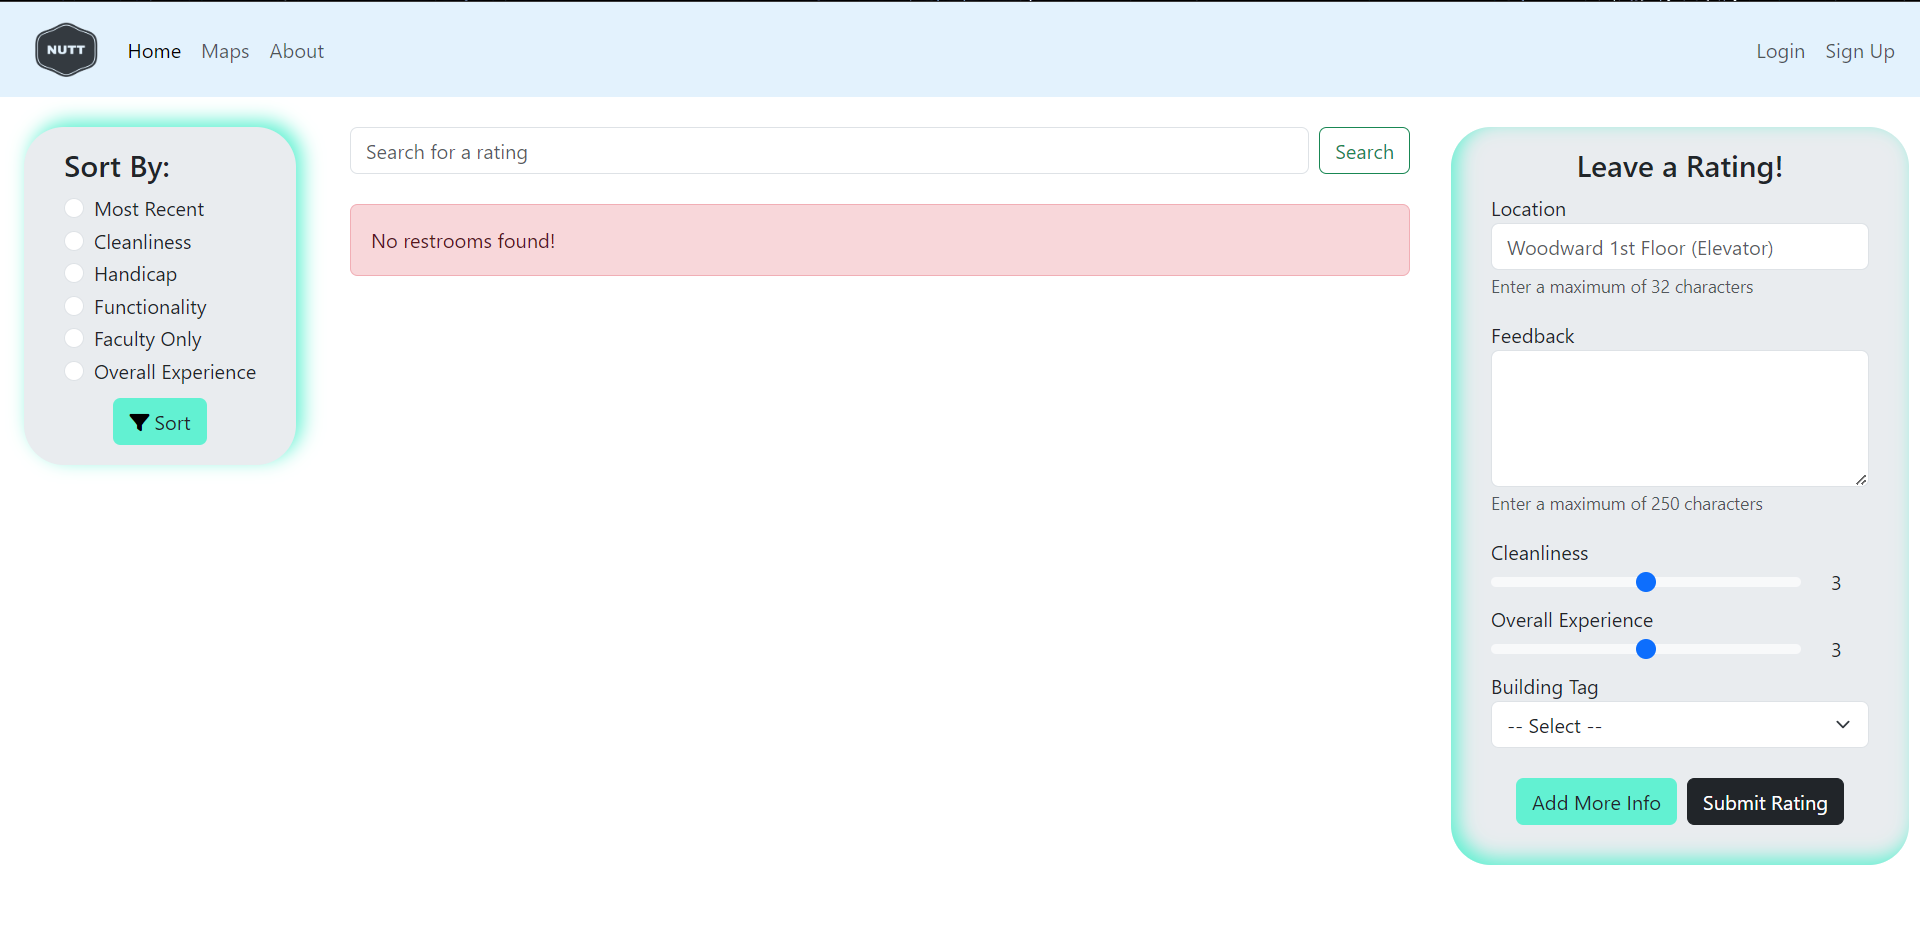 NUTT
Home Maps About
Login Sign Up
Sort By:
Most Recent
Cleanliness
Handicap
Functionality
Faculty Only
Overall Experience
Sort
Search for a rating
Search
No restrooms found!
Leave a Rating!
Location
Woodward 1st Floor (Elevator)
Enter a maximum of 32 characters
Feedback
Enter a maximum of 250 characters
Cleanliness
3
Overall Experience
3
Building Tag
-- Select --
Add More Info
Submit Rating